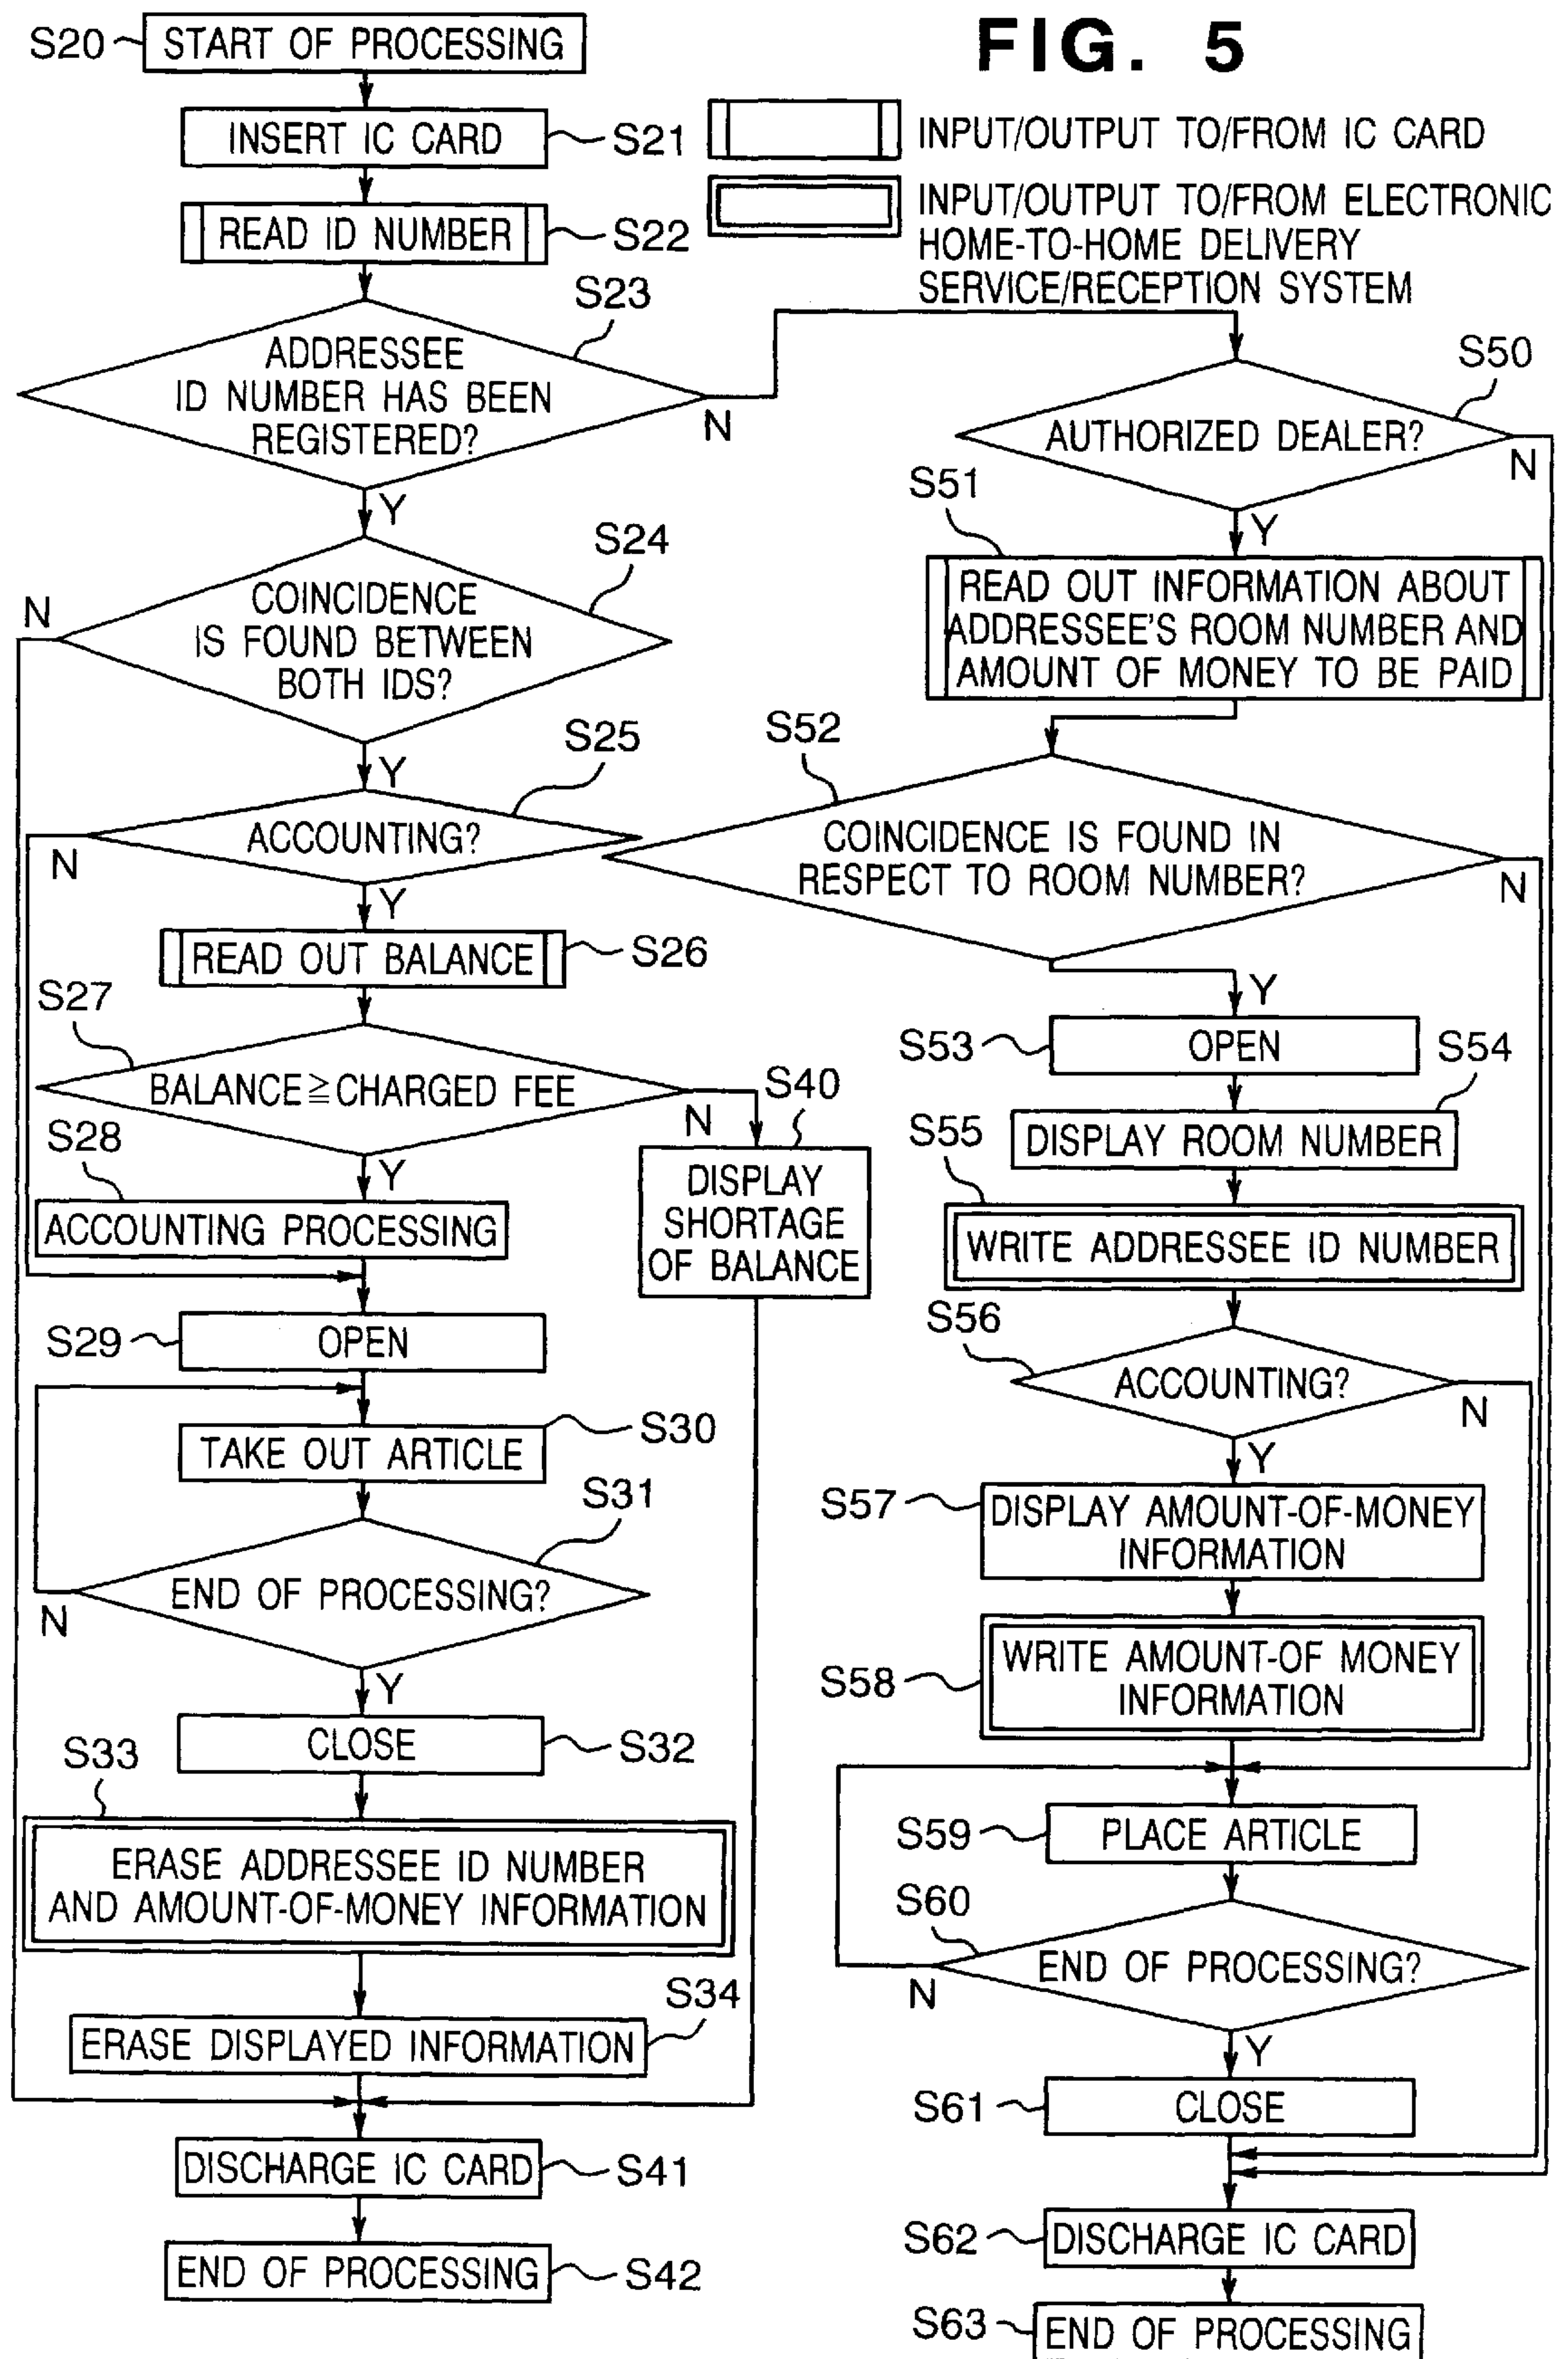 FIG. 5
S20
START OF PROCESSING
INSERT IC CARD
S21
READ ID NUMBER
S22
INPUT/OUTPUT TO/FROM IC CARD
INPUT/OUTPUT TO/FROM ELECTRONIC
HOME-TO-HOME DELIVERY
SERVICE/RECEPTION SYSTEM
S23
ADDRESSEE
ID NUMBER HAS BEEN
REGISTERED?
N
Y
S24
COINCIDENCE
IS FOUND BETWEEN
BOTH IDS?
N
Y
S25
ACCOUNTING?
N
Y
READ OUT BALANCE
S26
S27
BALANCE≧CHARGED FEE
N
Y
S40
DISPLAY
SHORTAGE
OF BALANCE
S28
ACCOUNTING PROCESSING
S29
OPEN
S30
TAKE OUT ARTICLE
S31
END OF PROCESSING?
N
Y
CLOSE
S32
S33
ERASE ADDRESSEE ID NUMBER
AND AMOUNT-OF-MONEY INFORMATION
S34
ERASE DISPLAYED INFORMATION
DISCHARGE IC CARD
S41
END OF PROCESSING
S42
S50
AUTHORIZED DEALER?
N
Y
S51
READ OUT INFORMATION ABOUT
ADDRESSEE'S ROOM NUMBER AND
AMOUNT OF MONEY TO BE PAID
S52
COINCIDENCE IS FOUND IN
RESPECT TO ROOM NUMBER?
N
Y
S53
OPEN
S54
DISPLAY ROOM NUMBER
S55
WRITE ADDRESSEE ID NUMBER
S56
ACCOUNTING?
N
Y
S57
DISPLAY AMOUNT-OF-MONEY
INFORMATION
S58
WRITE AMOUNT-OF MONEY
INFORMATION
S59
PLACE ARTICLE
S60
END OF PROCESSING?
N
Y
S61
CLOSE
S62
DISCHARGE IC CARD
S63
END OF PROCESSING